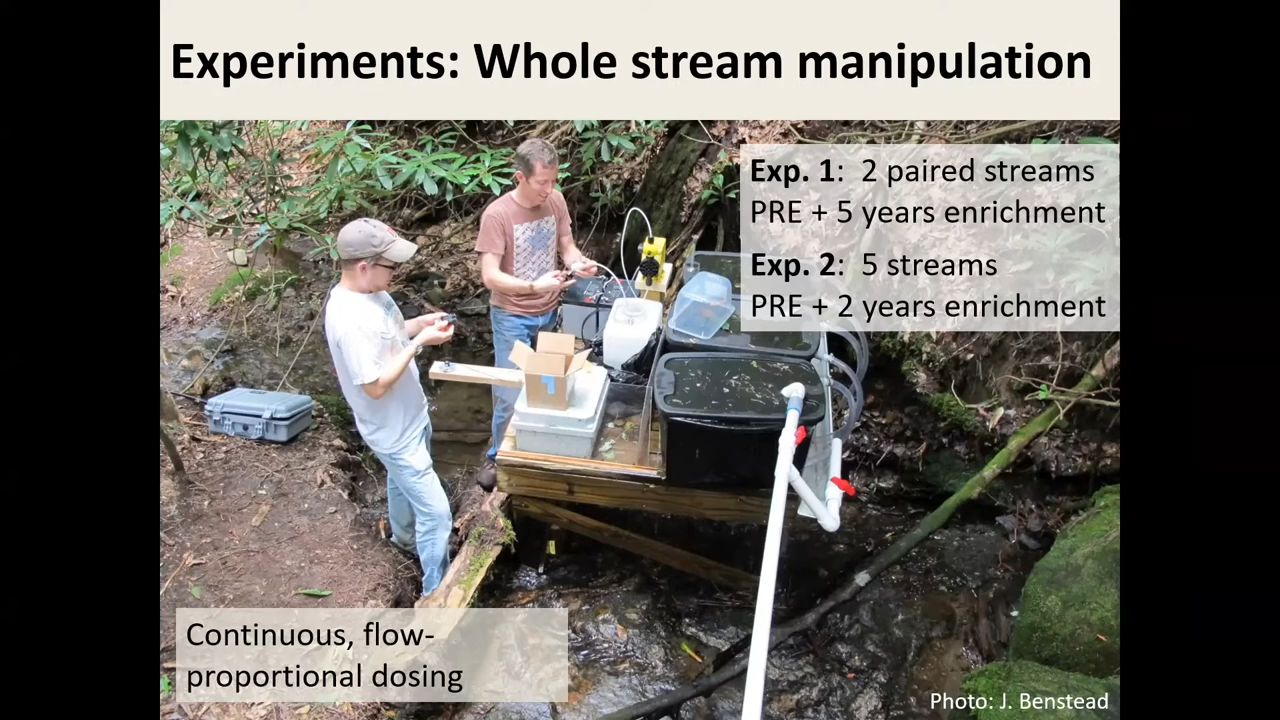 Experiments: Whole stream manipulation
Exp. 1:  2 paired streams
PRE + 5 years enrichment
Exp. 2:  5 streams
PRE + 2 years enrichment
Continuous, flow-
proportional dosing
Photo: J. Benstead